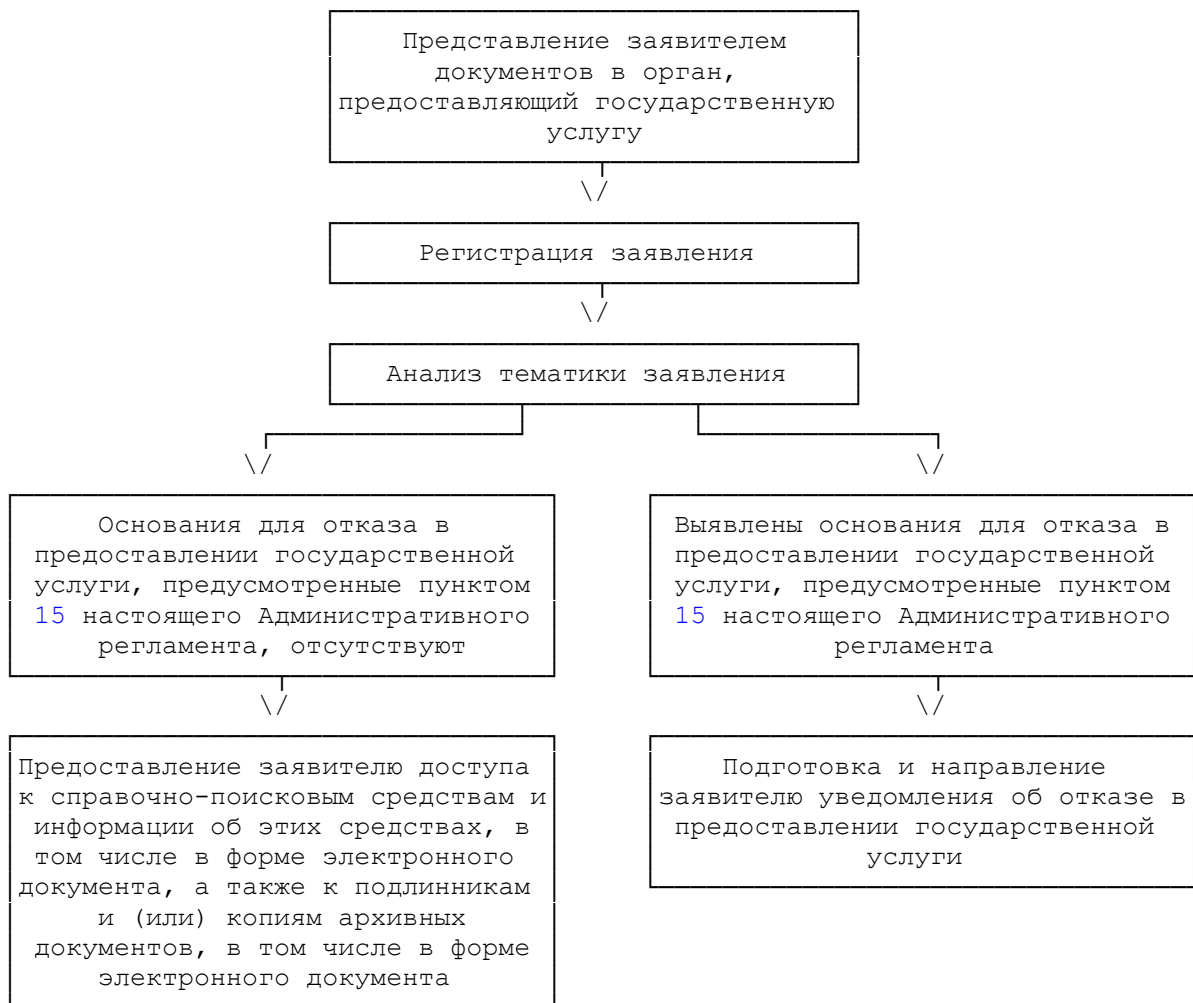 Представление заявителем
документов в орган,
предоставляющий государственную
услугу
\/
Регистрация заявления
\/
Анализ тематики заявления
\/
\/
Основания для отказа в
предоставлении государственной
услуги, предусмотренные пунктом
15 настоящего Административного
регламента, отсутствуют
Выявлены основания для отказа в
предоставлении государственной
услуги, предусмотренные пунктом
15 настоящего Административного
регламента
\/
\/
Предоставление заявителю доступа
к справочно-поисковым средствам и
информации об этих средствах, в
том числе в форме электронного
документа, а также к подлинникам
и (или) копиям архивных
документов, в том числе в форме
электронного документа
Подготовка и направление
заявителю уведомления об отказе в
предоставлении государственной
услуги